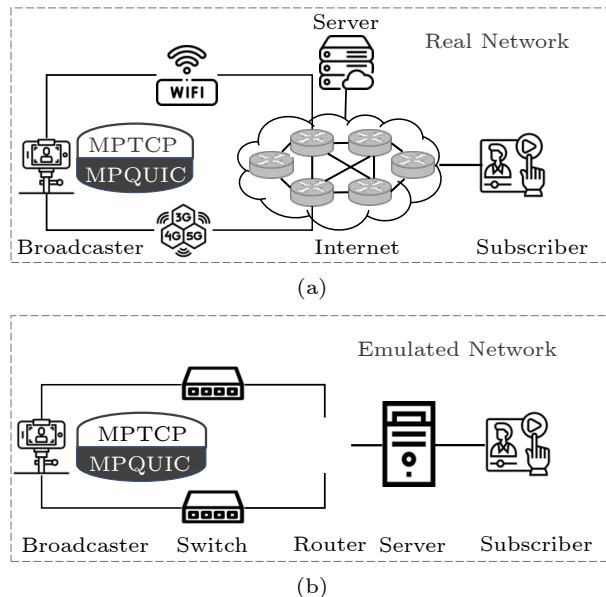 Server
Real Network
WIFI
MPTCP
MPQUIC
3G
4G 5G
Broadcaster
Internet
Subscriber
(a)
Emulated Network
MPTCP
MPQUIC
Broadcaster
Switch
Router
Server
Subscriber
(b)